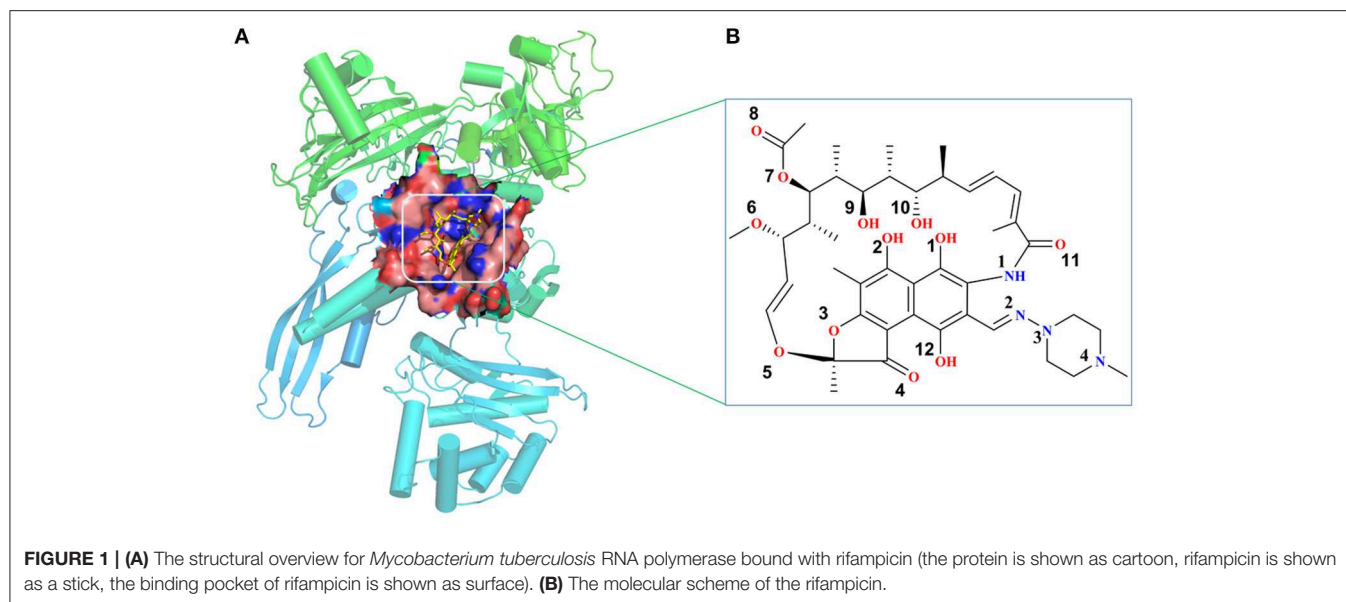 A
B
8
O
O
7
6
O
9
OH
10
OH
2
OH
1
OH
O
11
1
NH
3
O
2
N
N
3
4
N
12
OH
O
5
O
4
FIGURE 1 | (A) The structural overview for Mycobacterium tuberculosis RNA polymerase bound with rifampicin (the protein is shown as cartoon, rifampicin is shown
as a stick, the binding pocket of rifampicin is shown as surface). (B) The molecular scheme of the rifampicin.